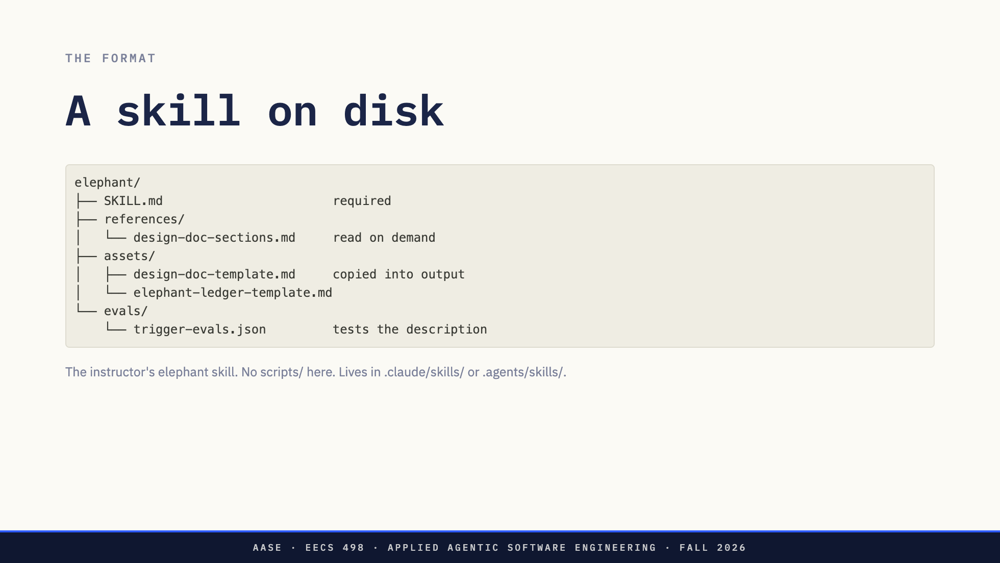 THE FORMAT
A skill on disk
elephant/
├── SKILL.md                       required
├── references/
│   └── design-doc-sections.md     read on demand
├── assets/
│   ├── design-doc-template.md     copied into output
│   └── elephant-ledger-template.md
└── evals/
    └── trigger-evals.json         tests the description
The instructor's elephant skill. No scripts/ here. Lives in .claude/skills/ or .agents/skills/.
AASE · EECS 498 · APPLIED AGENTIC SOFTWARE ENGINEERING · FALL 2026